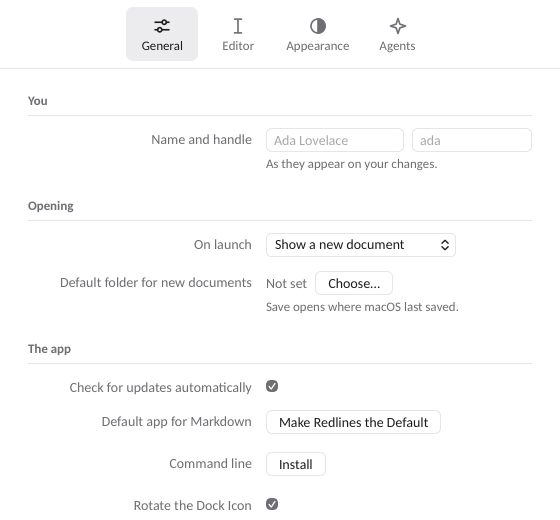 General
Editor
Appearance
Agents
You
Name and handle
Ada Lovelace
ada
As they appear on your changes.
Opening
On launch
Show a new document
Default folder for new documents
Not set
Choose...
Save opens where macOS last saved.
The app
Check for updates automatically
Default app for Markdown
Make Redlines the Default
Command line
Install
Rotate the Dock Icon